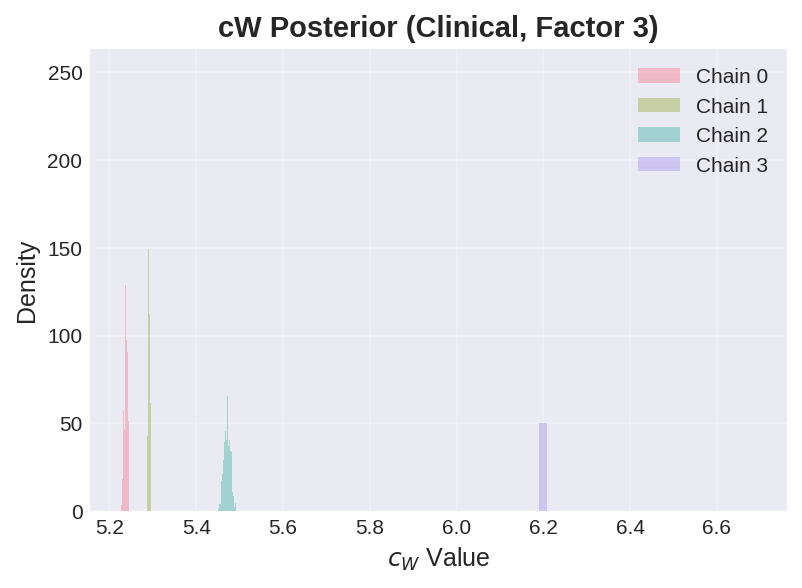 cW Posterior (Clinical, Factor 3)
250
200
150
100
50
0
Density
Chain 0
Chain 1
Chain 2
Chain 3
5.2 5.4 5.6 5.8 6.0 6.2 6.4 6.6
c_W Value